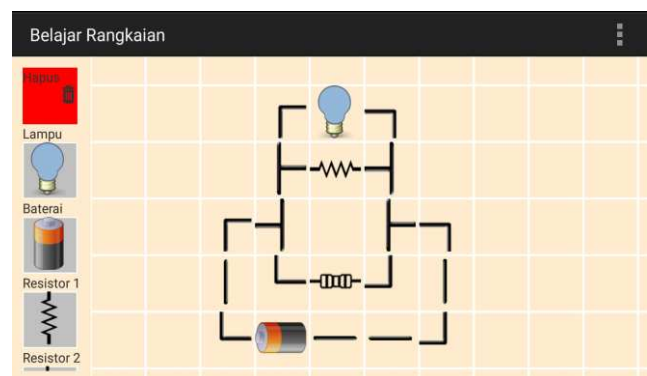 Belajar Rangkaian
Hapus
Lampu
Baterai
Resistor 1
Resistor 2